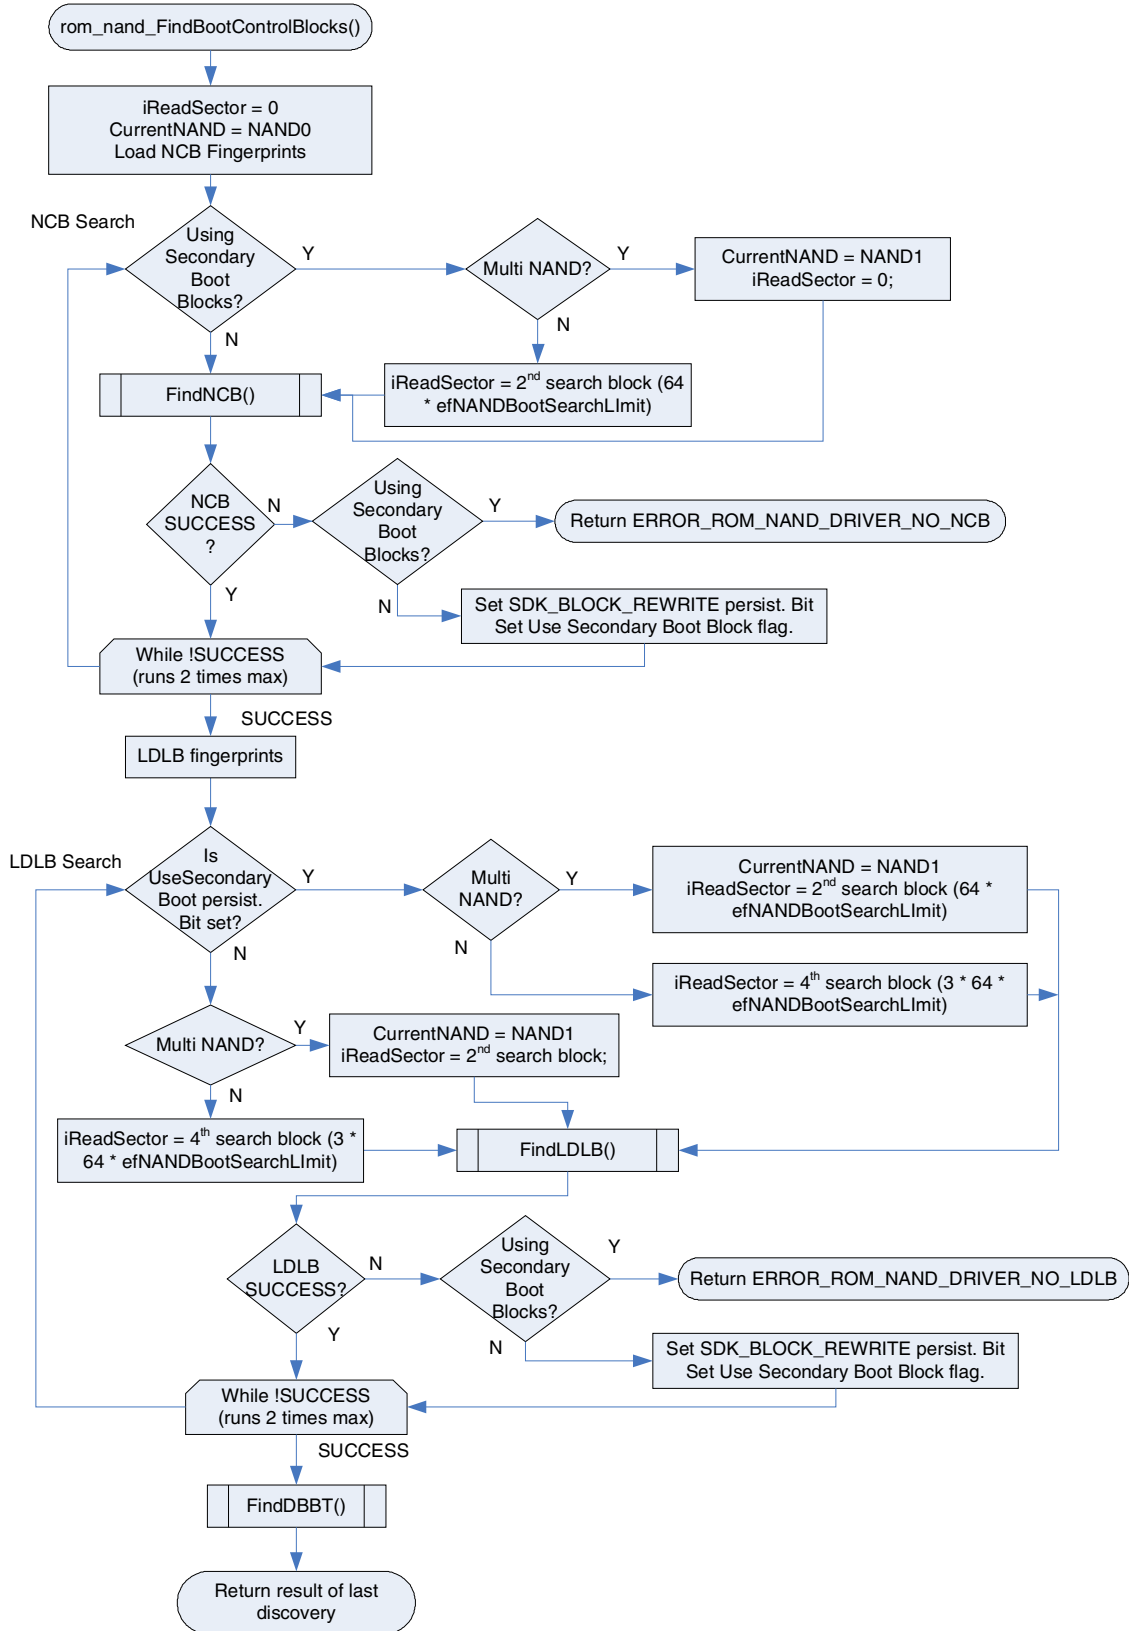 rom_nand_FindBootControlBlocks()
iReadSector = 0
CurrentNAND = NAND0
Load NCB Fingerprints
NCB Search
Using
Secondary
Boot
Blocks?
Y
Multi NAND?
Y
CurrentNAND = NAND1
iReadSector = 0;
N
N
FindNCB()
iReadSector = 2nd search block (64
* efNANDBootSearchLImit)
NCB
SUCCESS
?
N
Using
Secondary
Boot
Blocks?
Y
Return ERROR_ROM_NAND_DRIVER_NO_NCB
Y
N
Set SDK_BLOCK_REWRITE persist. Bit
Set Use Secondary Boot Block flag.
While !SUCCESS
(runs 2 times max)
SUCCESS
LDLB fingerprints
LDLB Search
Is
UseSecondary
Boot persist.
Bit set?
Y
Multi
NAND?
Y
CurrentNAND = NAND1
iReadSector = 2nd search block (64 *
efNANDBootSearchLImit)
N
N
iReadSector = 4th search block (3 * 64 *
efNANDBootSearchLImit)
Multi NAND?
Y
CurrentNAND = NAND1
iReadSector = 2nd search block;
N
iReadSector = 4th search block (3 *
64 * efNANDBootSearchLImit)
FindLDLB()
LDLB
SUCCESS?
N
Using
Secondary
Boot
Blocks?
Y
Return ERROR_ROM_NAND_DRIVER_NO_LDLB
Y
N
Set SDK_BLOCK_REWRITE persist. Bit
Set Use Secondary Boot Block flag.
While !SUCCESS
(runs 2 times max)
SUCCESS
FindDBBT()
Return result of last
discovery